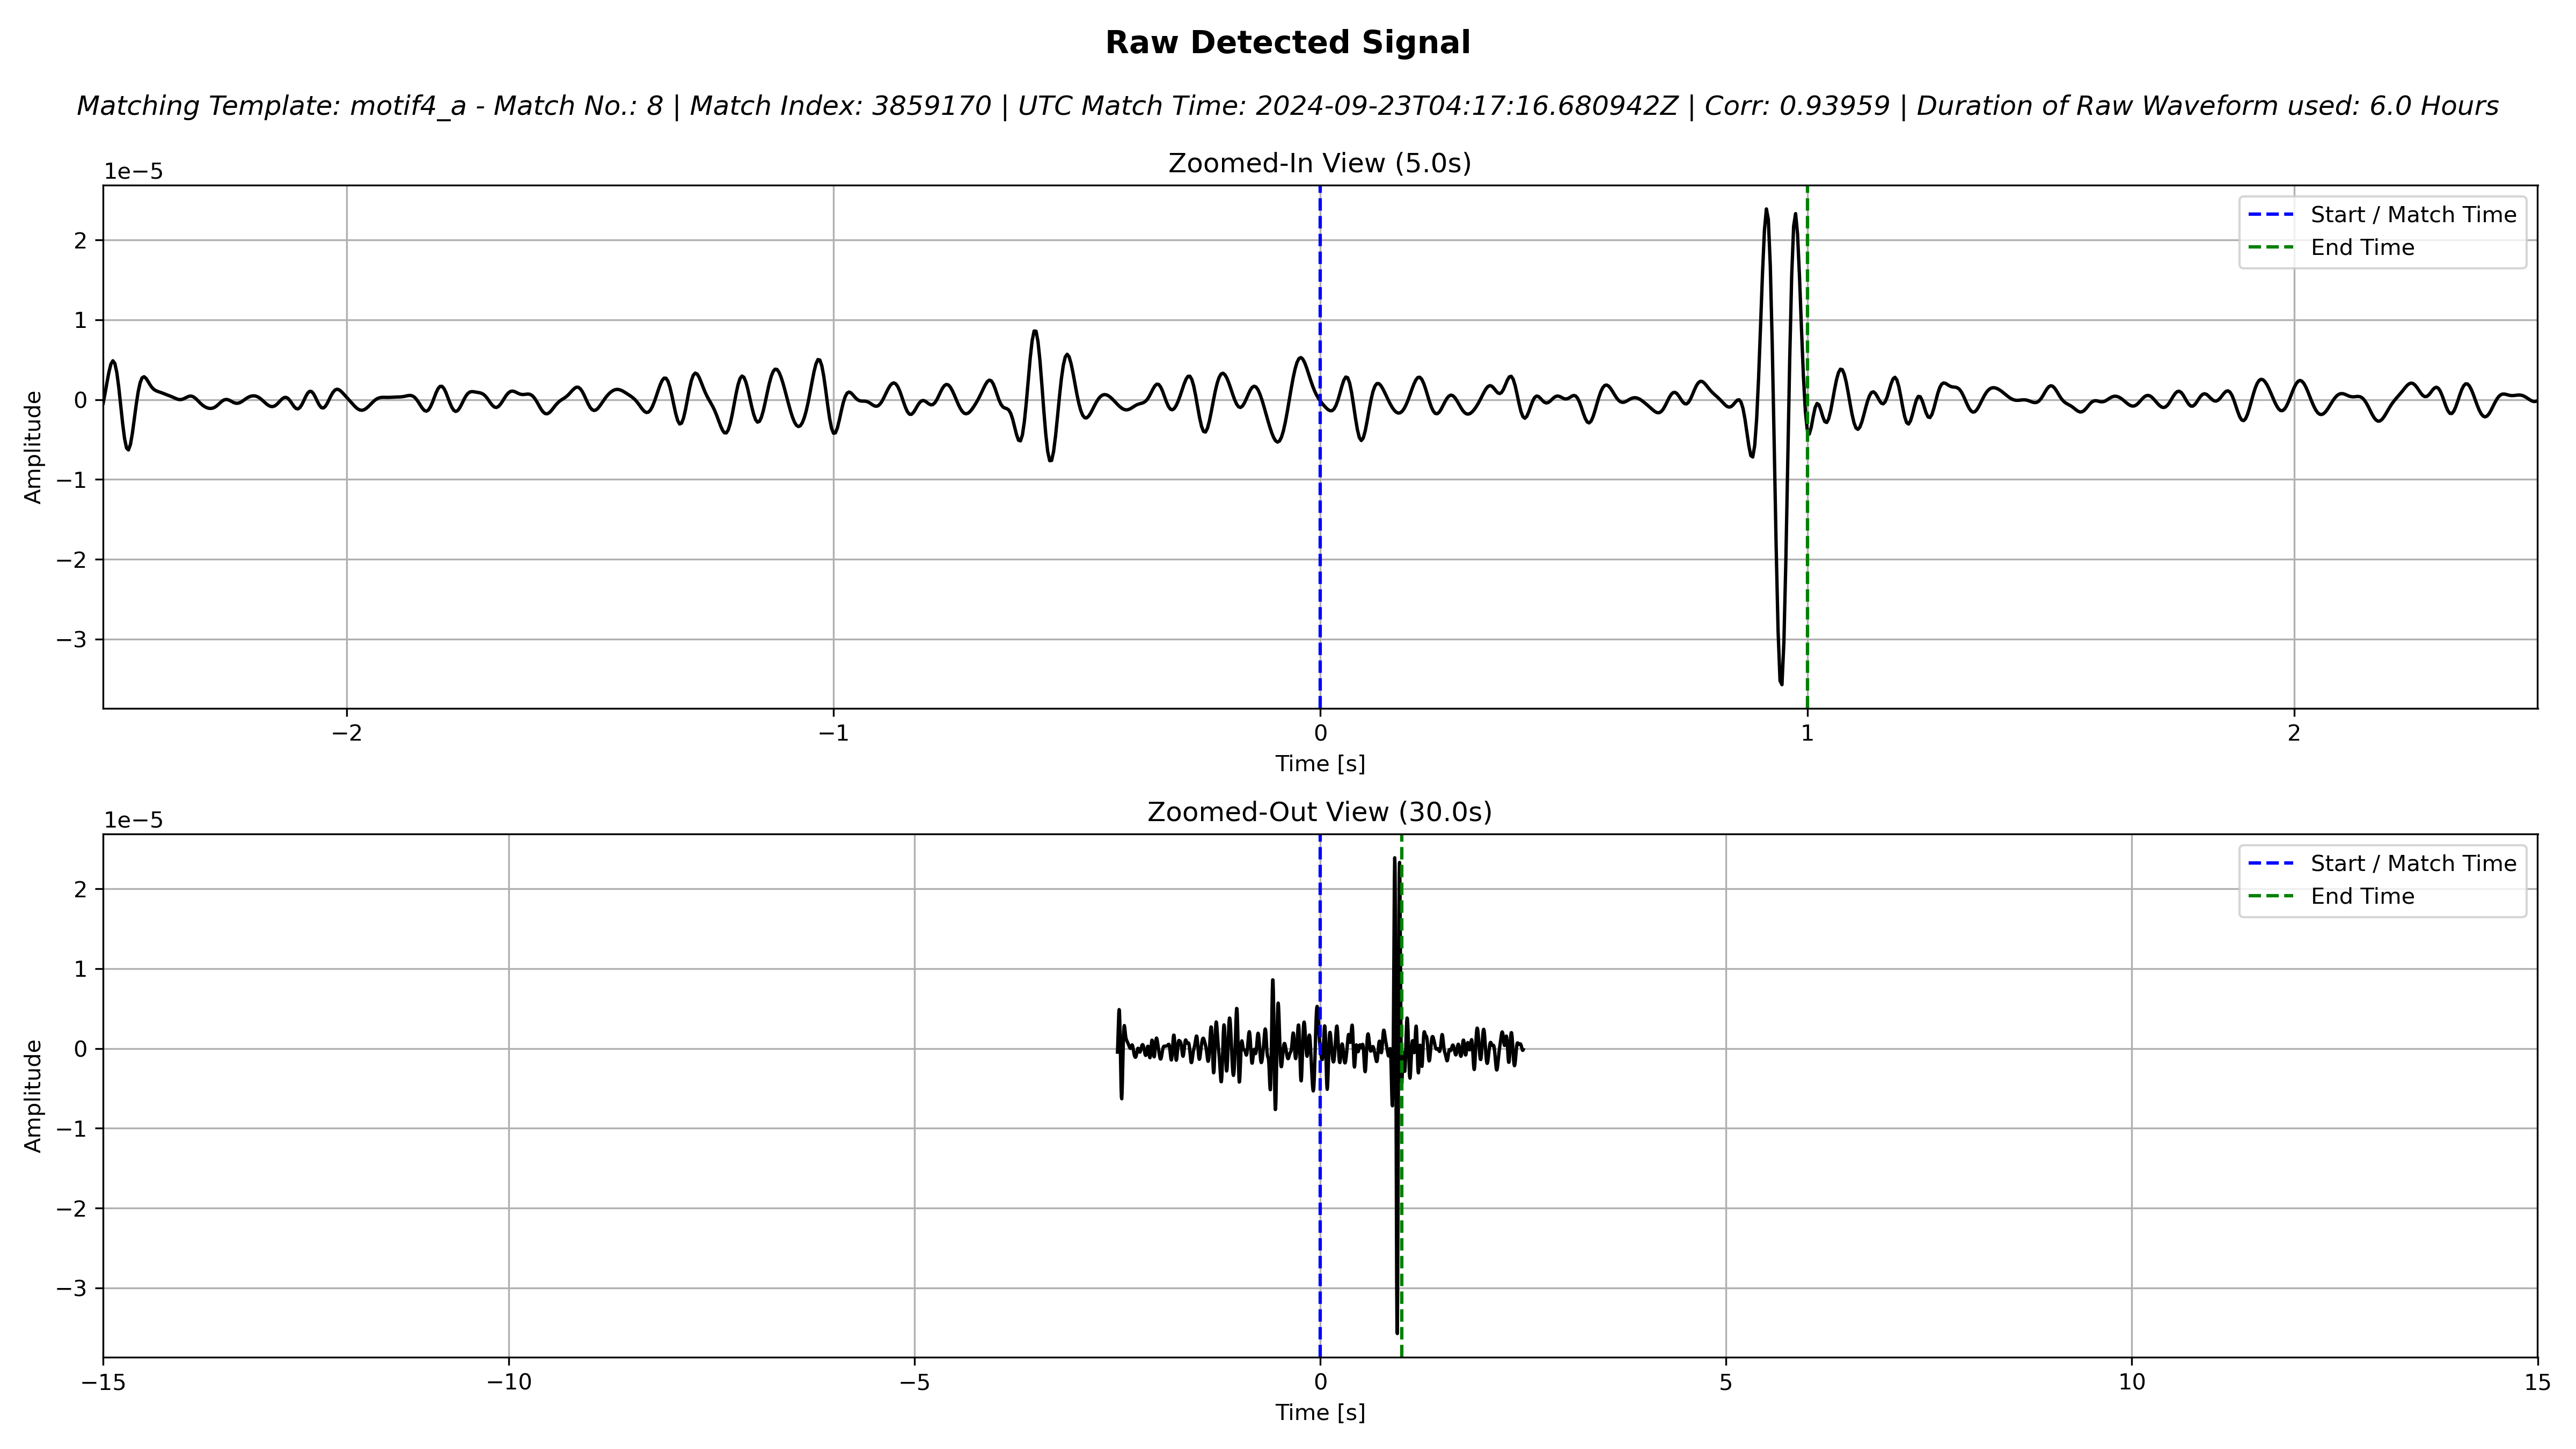 Raw Detected Signal
Matching Template: motif4_a - Match No.: 8 | Match Index: 3859170 | UTC Match Time: 2024-09-23T04:17:16.680942Z | Corr: 0.93959 | Duration of Raw Waveform used: 6.0 Hours
Zoomed-In View (5.0s)
1e−5
Start / Match Time
End Time
2
1
0
−1
−2
−3
Amplitude
−2 −1 0 1 2
Time [s]
Zoomed-Out View (30.0s)
1e−5
Start / Match Time
End Time
2
1
0
−1
−2
−3
Amplitude
−15 −10 −5 0 5 10 15
Time [s]